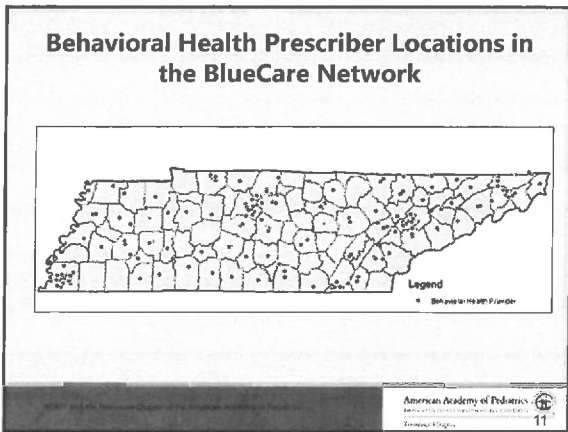 Behavioral Health Prescriber Locations in
the BlueCare Network
Legend
Behavioral Health Provider
American Academy of Pediatrics
Tennessee Chapter
11